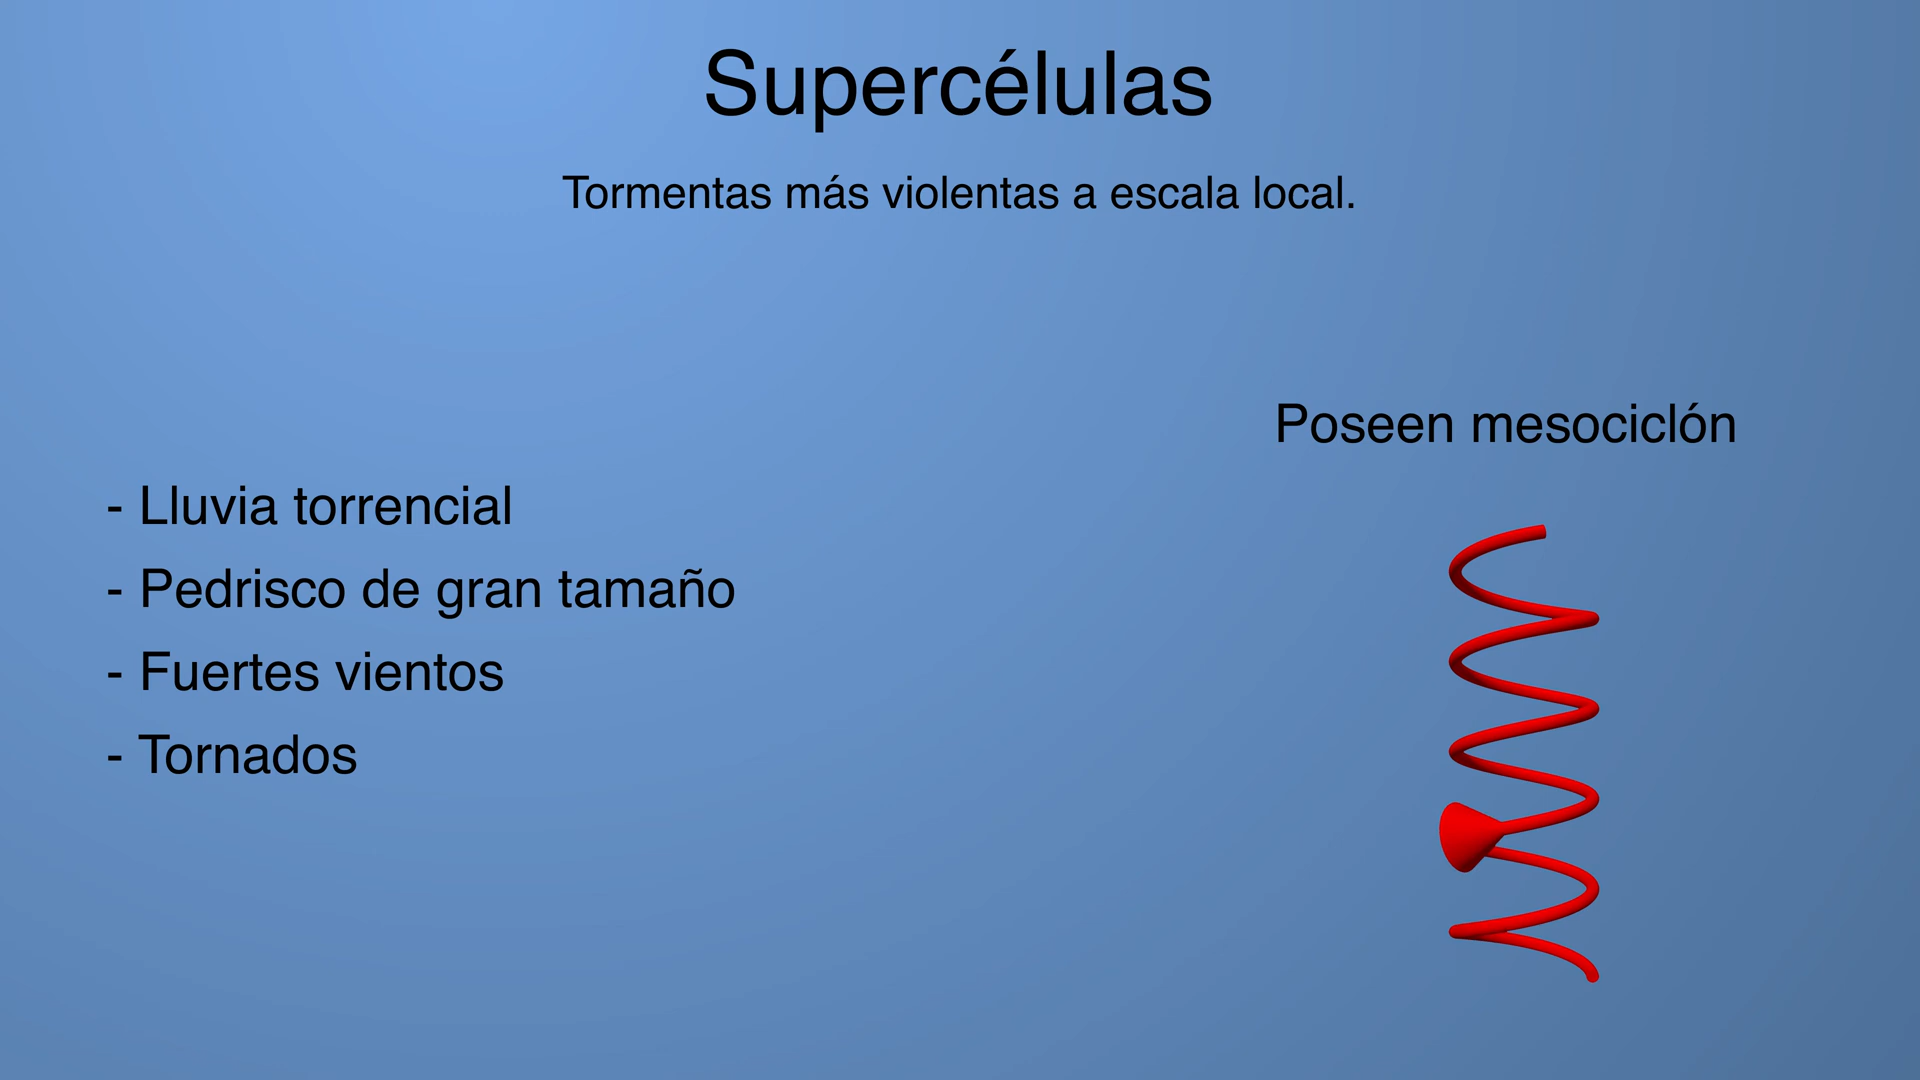 Supercélulas
Tormentas más violentas a escala local.
Poseen mesociclón
- Lluvia torrencial
- Pedrisco de gran tamaño
- Fuertes vientos
- Tornados